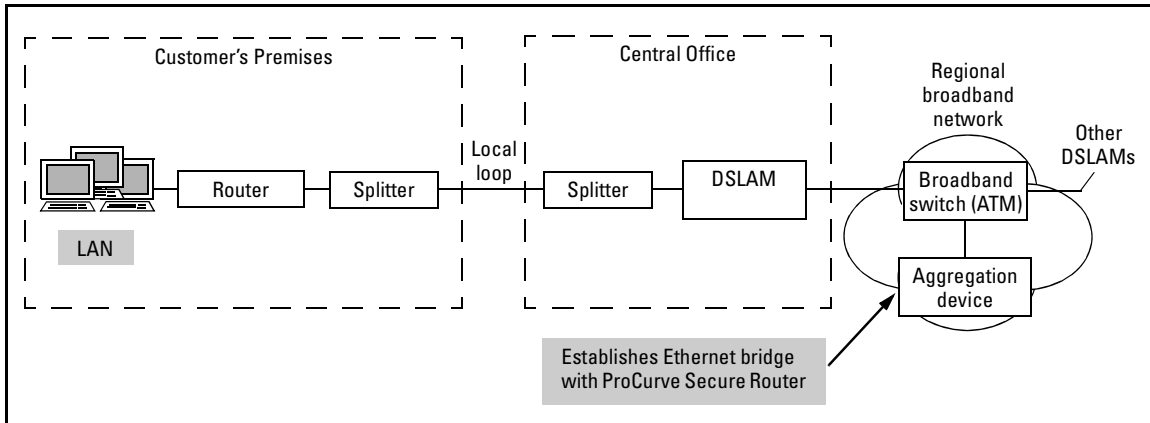 Customer's Premises
Central Office
Regional
broadband
network
Other
DSLAMs
Local
loop
Router
Splitter
Splitter
DSLAM
Broadband
switch (ATM)
LAN
Aggregation
device
Establishes Ethernet bridge
with ProCurve Secure Router